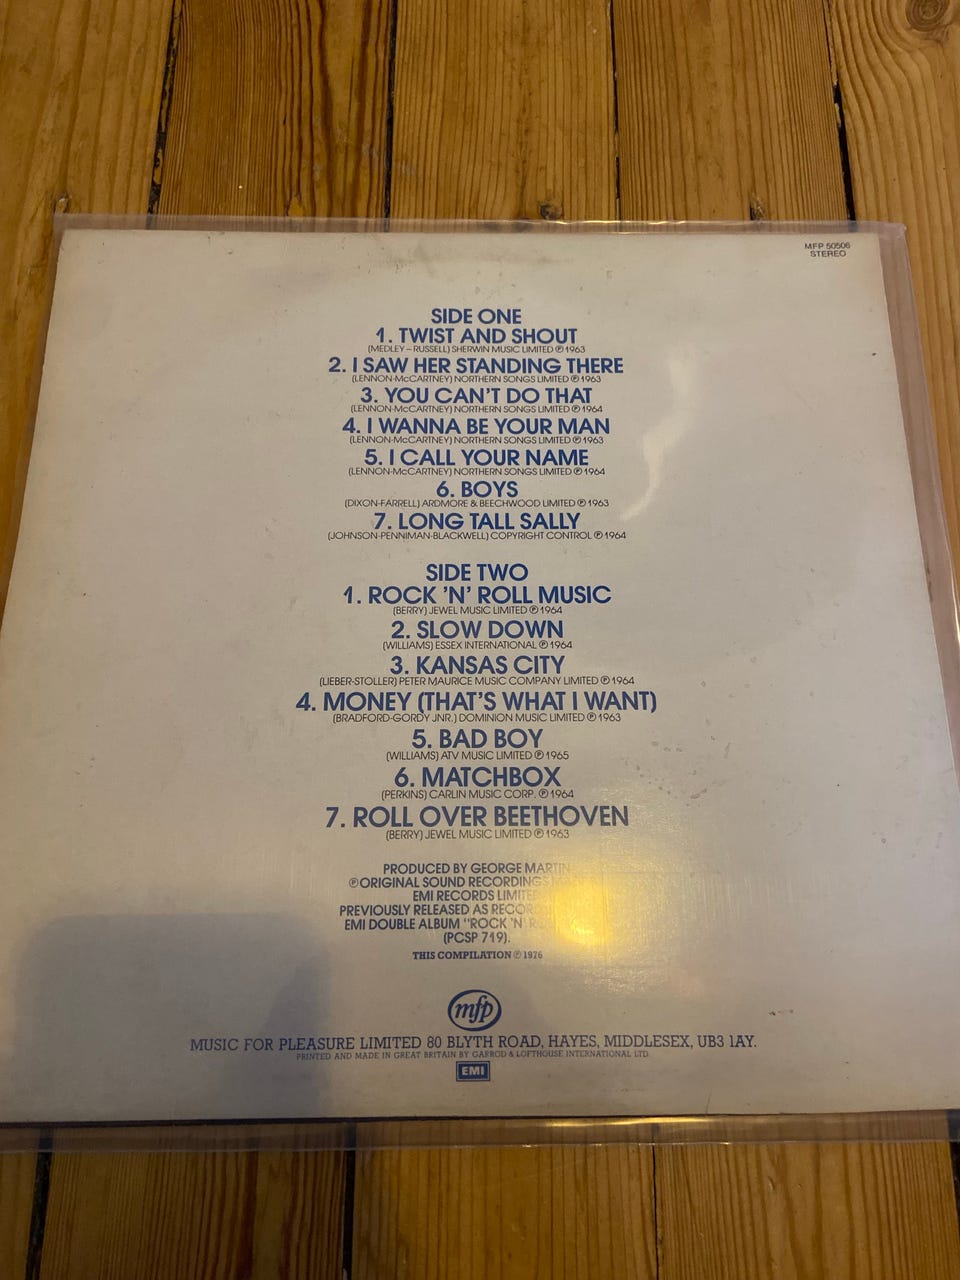 MFP 50506
STEREO
SIDE ONE
1. TWIST AND SHOUT
(MEDLEY – RUSSELL) SHERWIN MUSIC LIMITED ℗ 1963
2. I SAW HER STANDING THERE
(LENNON-McCARTNEY) NORTHERN SONGS LIMITED ℗ 1963
3. YOU CAN'T DO THAT
(LENNON-McCARTNEY) NORTHERN SONGS LIMITED ℗ 1964
4. I WANNA BE YOUR MAN
(LENNON-McCARTNEY) NORTHERN SONGS LIMITED ℗ 1963
5. I CALL YOUR NAME
(LENNON-McCARTNEY) NORTHERN SONGS LIMITED ℗ 1964
6. BOYS
(DIXON-FARRELL) ARDMORE & BEECHWOOD LIMITED ℗ 1963
7. LONG TALL SALLY
(JOHNSON-PENNIMAN-BLACKWELL) COPYRIGHT CONTROL ℗ 1964
SIDE TWO
1. ROCK 'N' ROLL MUSIC
(BERRY) JEWEL MUSIC LIMITED ℗ 1964
2. SLOW DOWN
(WILLIAMS) ESSEX INTERNATIONAL ℗ 1964
3. KANSAS CITY
(LIEBER-STOLLER) PETER MAURICE MUSIC COMPANY LIMITED ℗ 1964
4. MONEY (THAT'S WHAT I WANT)
(BRADFORD-GORDY JNR.) DOMINION MUSIC LIMITED ℗ 1963
5. BAD BOY
(WILLIAMS) ATV MUSIC LIMITED ℗ 1965
6. MATCHBOX
(PERKINS) CARLIN MUSIC CORP. ℗ 1964
7. ROLL OVER BEETHOVEN
(BERRY) JEWEL MUSIC LIMITED ℗ 1963
PRODUCED BY GEORGE MARTIN
℗ ORIGINAL SOUND RECORDINGS
EMI RECORDS LIMITED
PREVIOUSLY RELEASED AS
EMI DOUBLE ALBUM "ROCK 'N'
(PCSP 719).
THIS COMPILATION ℗ 1976
mfp
MUSIC FOR PLEASURE LIMITED 80 BLYTH ROAD, HAYES, MIDDLESEX, UB3 1AY.
PRINTED AND MADE IN GREAT BRITAIN BY GARROD & LOFTHOUSE INTERNATIONAL LTD.
EMI